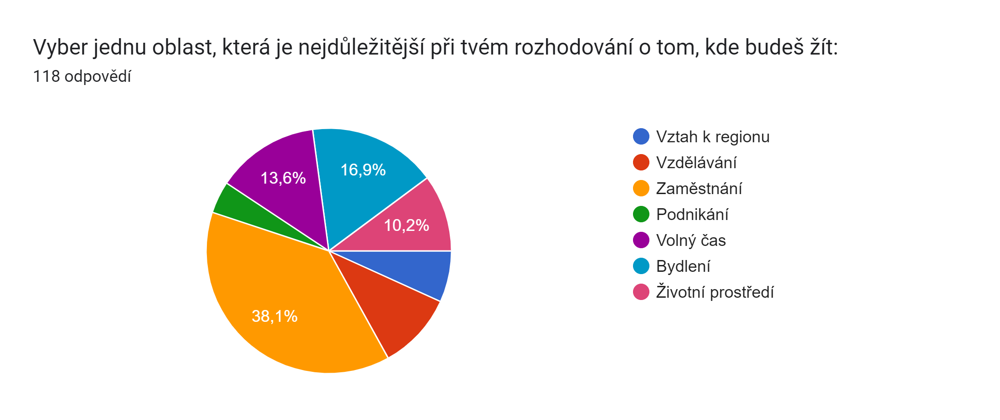 Vyber jednu oblast, která je nejdůležitější při tvém rozhodování o tom, kde budeš žít:
118 odpovědí
13,6%
16,9%
10,2%
38,1%
Vztah k regionu
Vzdělávání
Zaměstnání
Podnikání
Volný čas
Bydlení
Životní prostředí